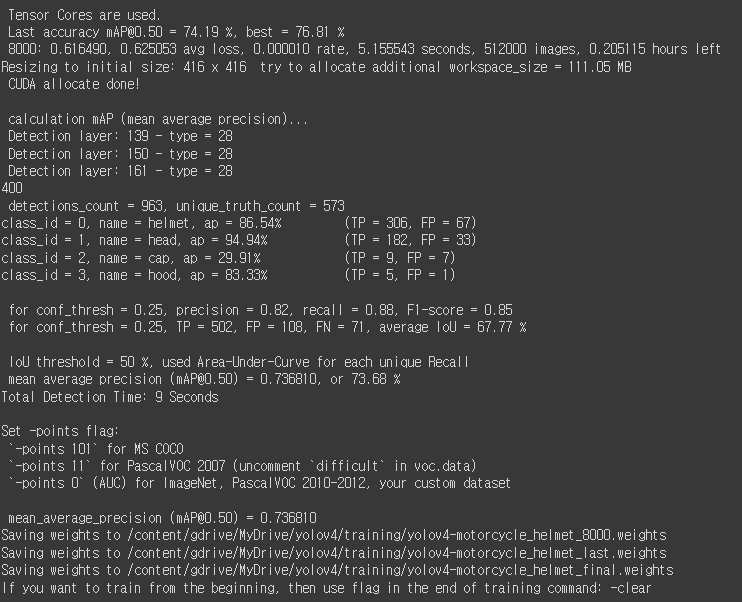 Tensor Cores are used.
Last accuracy mAP@0.50 = 74.19 %, best = 76.81 %
8000: 0.616490, 0.625053 avg loss, 0.000010 rate, 5.155543 seconds, 512000 images, 0.205115 hours left
Resizing to initial size: 416 x 416  try to allocate additional workspace_size = 111.05 MB
CUDA allocate done!
calculation mAP (mean average precision)...
Detection layer: 139 - type = 28
Detection layer: 150 - type = 28
Detection layer: 161 - type = 28
400
detections_count = 963, unique_truth_count = 573
class_id = 0, name = helmet, ap = 86.54%         (TP = 306, FP = 67)
class_id = 1, name = head, ap = 94.94%         (TP = 182, FP = 33)
class_id = 2, name = cap, ap = 29.91%         (TP = 9, FP = 7)
class_id = 3, name = hood, ap = 83.33%         (TP = 5, FP = 1)
for conf_thresh = 0.25, precision = 0.82, recall = 0.88, F1-score = 0.85
for conf_thresh = 0.25, TP = 502, FP = 108, FN = 71, average IoU = 67.77 %
IoU threshold = 50 %, used Area-Under-Curve for each unique Recall
mean average precision (mAP@0.50) = 0.736810, or 73.68 %
Total Detection Time: 9 Seconds
Set -points flag:
`-points 101` for MS COCO
`-points 11` for PascalVOC 2007 (uncomment `difficult` in voc.data)
`-points 0` (AUC) for ImageNet, PascalVOC 2010-2012, your custom dataset
mean_average_precision (mAP@0.50) = 0.736810
Saving weights to /content/gdrive/MyDrive/yolov4/training/yolov4-motorcycle_helmet_8000.weights
Saving weights to /content/gdrive/MyDrive/yolov4/training/yolov4-motorcycle_helmet_last.weights
Saving weights to /content/gdrive/MyDrive/yolov4/training/yolov4-motorcycle_helmet_final.weights
If you want to train from the beginning, then use flag in the end of training command: -clear